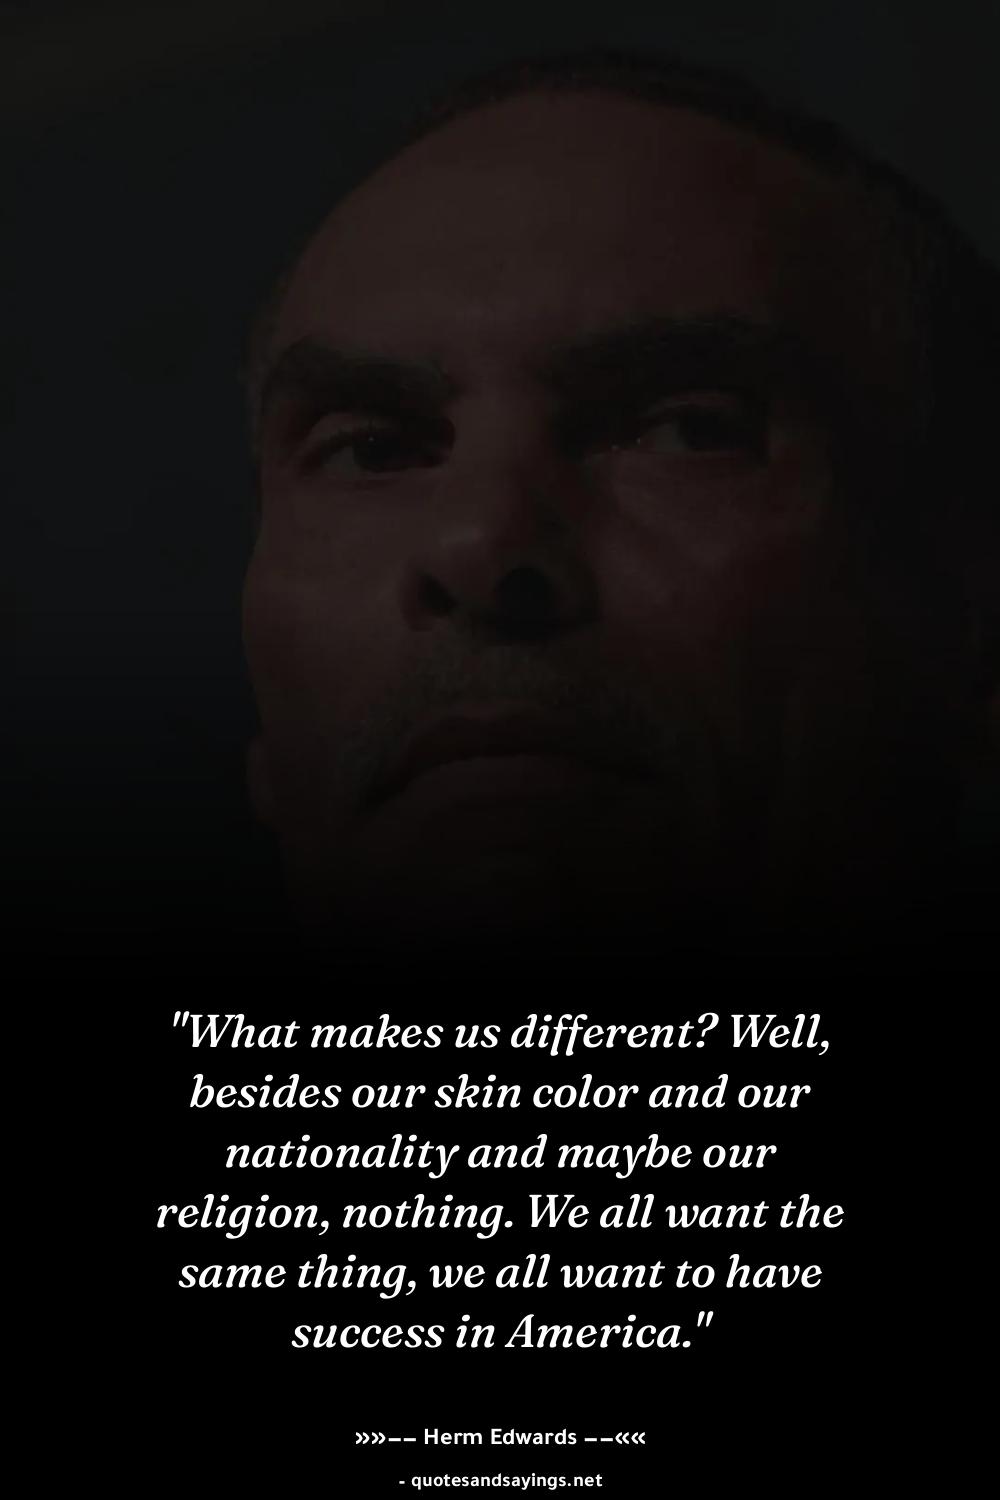 "What makes us different? Well,
besides our skin color and our
nationality and maybe our
religion, nothing. We all want the
same thing, we all want to have
success in America."
»»−− Herm Edwards −−««
- quotesandsayings.net